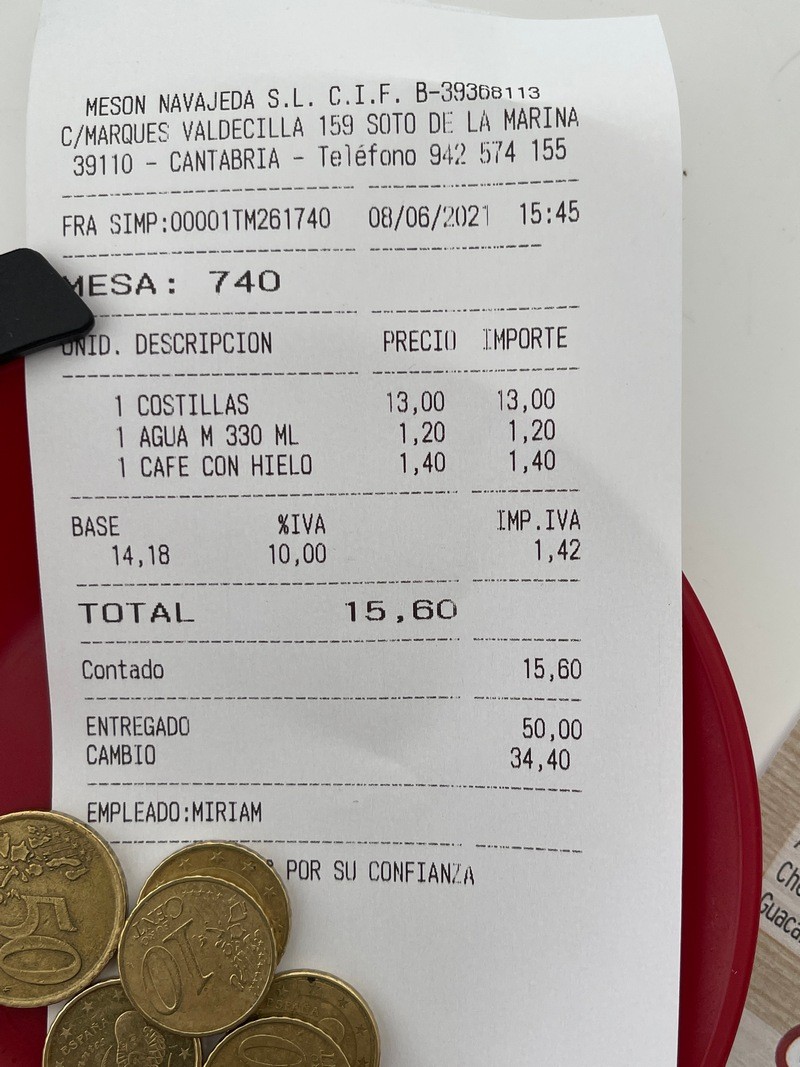 MESON NAVAJEDA S.L. C.I.F. B-39368113
C/MARQUES VALDECILLA 159 SOTO DE LA MARINA
39110 - CANTABRIA - Teléfono 942 574 155
FRA SIMP:00001TM261740 08/06/2021 15:45
MESA: 740
UNID. DESCRIPCION PRECIO IMPORTE
1 COSTILLAS 13,00 13,00
1 AGUA M 330 ML 1,20 1,20
1 CAFE CON HIELO 1,40 1,40
BASE %IVA IMP.IVA
14,18 10,00 1,42
TOTAL 15,60
Contado 15,60
ENTREGADO 50,00
CAMBIO 34,40
EMPLEADO:MIRIAM
POR SU CONFIANZA
50
10
CENT
ESPAÑA
ESPAÑA